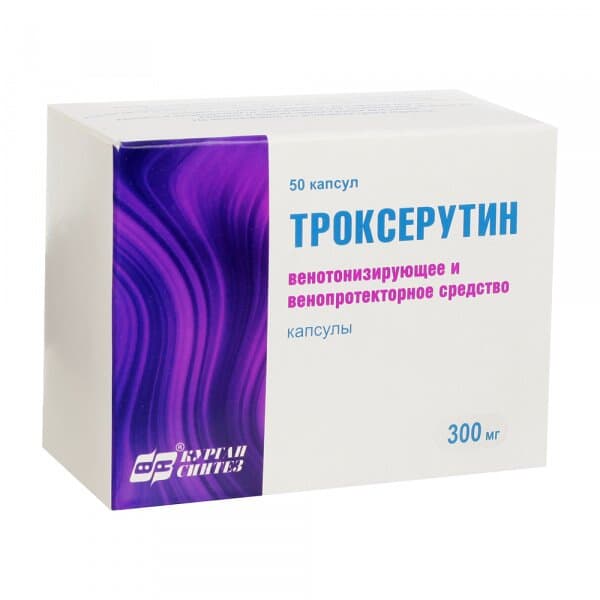 50 капсул
ТРОКСЕРУТИН
венотонизирующее и
венопротекторное средство
капсулы
300 мг
®
КУРГАН
СИНТЕЗ